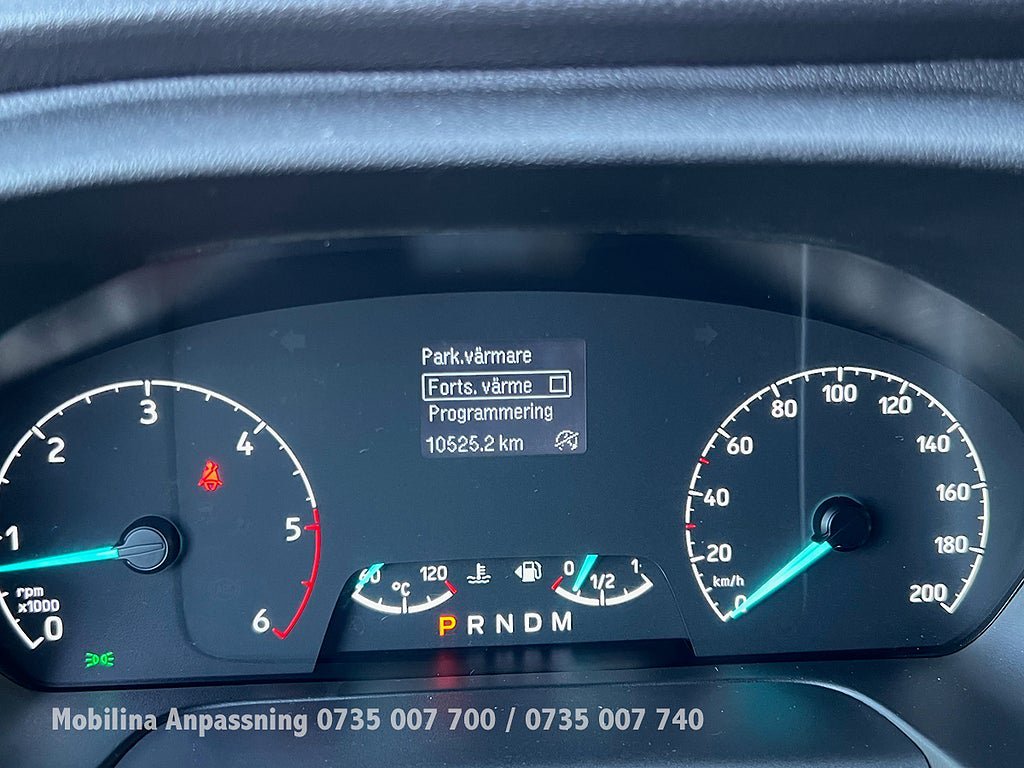 Park.värmare
Forts. värme
Programmering
10525.2 km
0 1 2 3 4 5 6
rpm
x1000
60 °C 120
0 1/2 1
P R N D M
0 20 40 60 80 100 120 140 160 180 200
km/h
Mobilina Anpassning 0735 007 700 / 0735 007 740